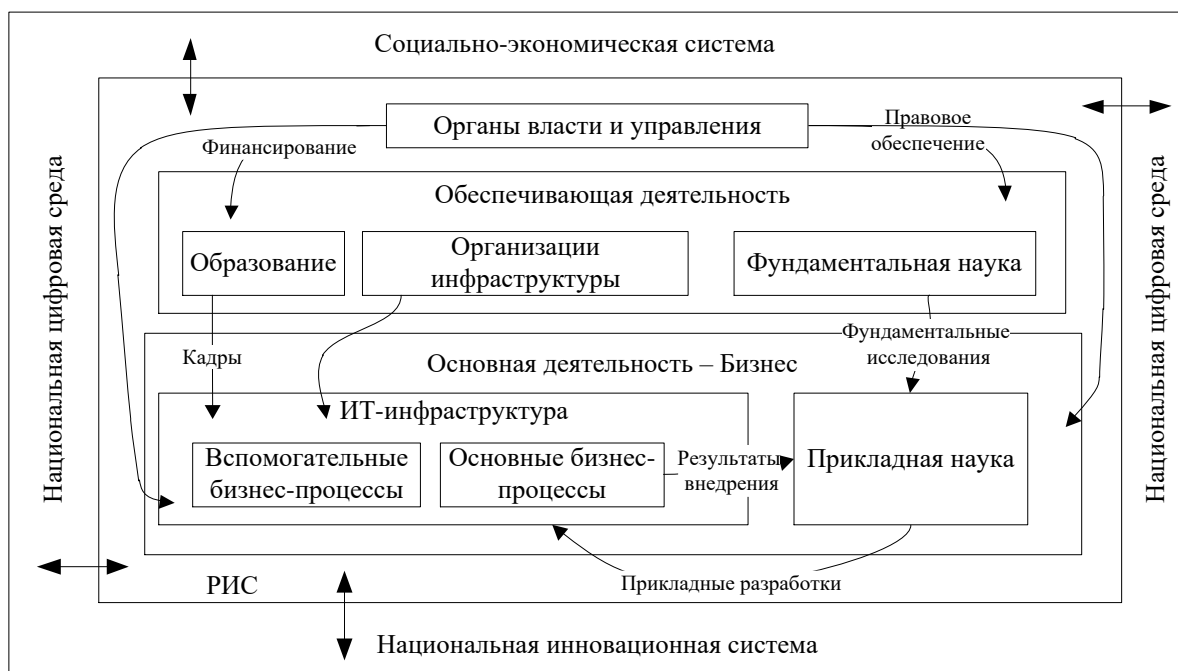 Социально-экономическая система
Национальная цифровая среда
Национальная цифровая среда
Органы власти и управления
Финансирование
Правовое
обеспечение
Обеспечивающая деятельность
Образование
Организации
инфраструктуры
Фундаментальная наука
Кадры
Фундаментальные
исследования
Основная деятельность – Бизнес
ИТ-инфраструктура
Вспомогательные
бизнес-процессы
Основные бизнес-
процессы
Результаты
внедрения
Прикладная наука
Прикладные разработки
РИС
Национальная инновационная система